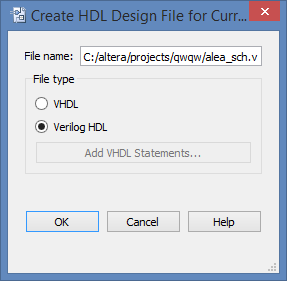 Create HDL Design File for Curr...
File name: C:/altera/projects/qwqw/alea_sch.v
File type
VHDL
Verilog HDL
Add VHDL Statements...
OK Cancel Help